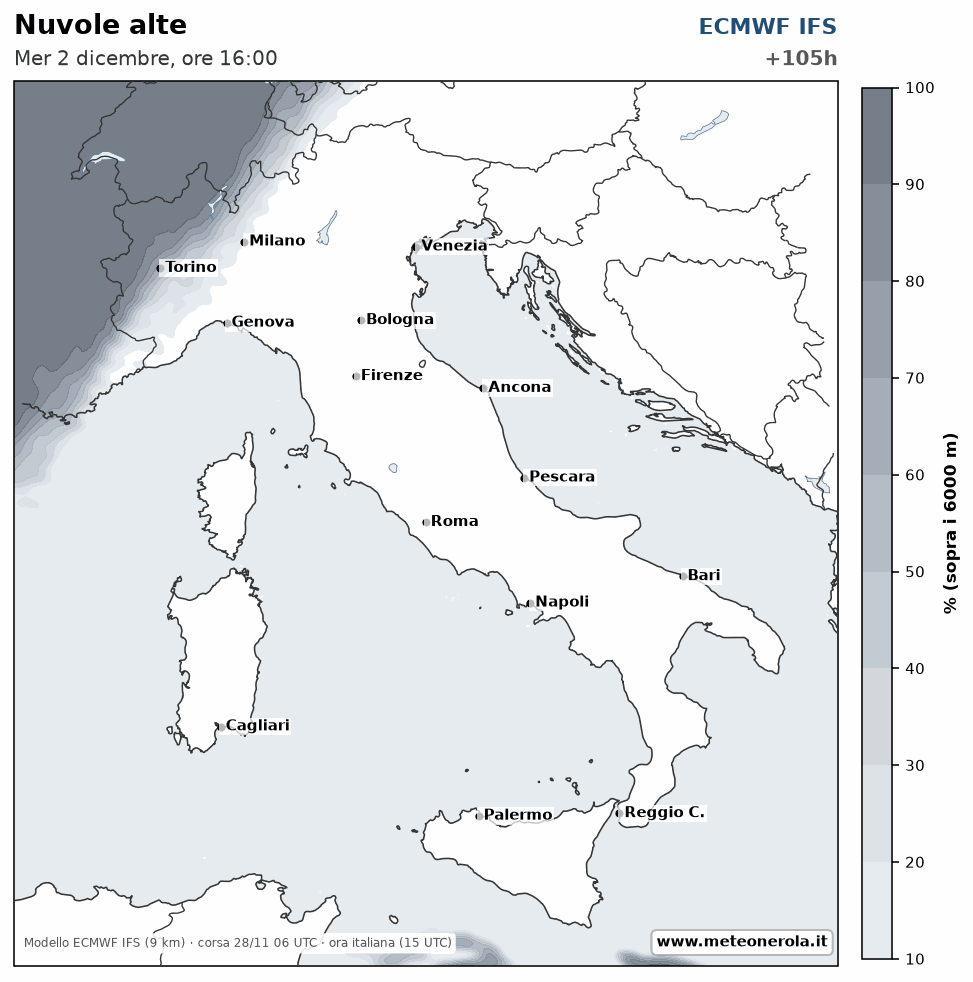 Nuvole alte
ECMWF IFS
Mer 2 dicembre, ore 16:00
+105h
100
90
80
70
60
50
40
30
20
10
% (sopra i 6000 m)
Milano
Venezia
Torino
Genova
Bologna
Firenze
Ancona
Pescara
Roma
Bari
Napoli
Cagliari
Palermo
Reggio C.
Modello ECMWF IFS (9 km) · corsa 28/11 06 UTC · ora italiana (15 UTC)
www.meteonerola.it